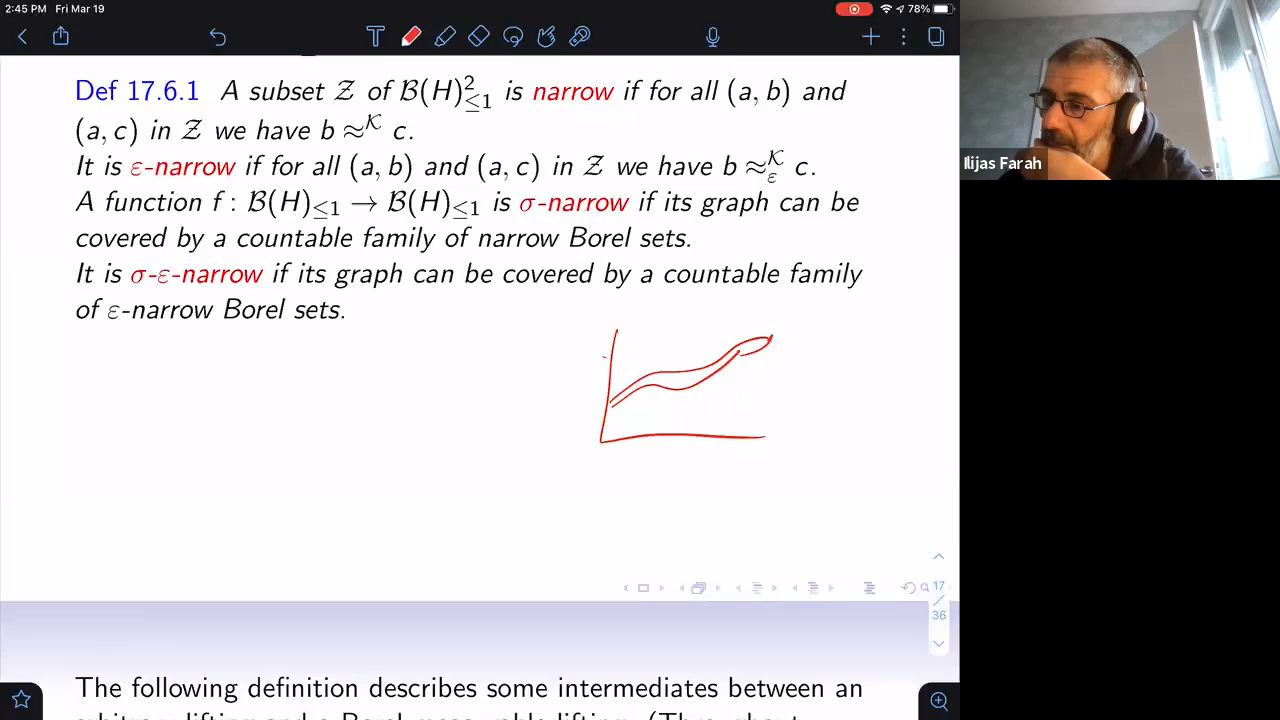 2:45 PM Fri Mar 19
78%
Def 17.6.1 A subset 𝒵 of ℬ(H)²≤1 is narrow if for all (a, b) and
(a, c) in 𝒵 we have b ≈^𝒦 c.
It is ε-narrow if for all (a, b) and (a, c) in 𝒵 we have b ≈^𝒦_ε c.
A function f : ℬ(H)≤1 → ℬ(H)≤1 is σ-narrow if its graph can be
covered by a countable family of narrow Borel sets.
It is σ-ε-narrow if its graph can be covered by a countable family
of ε-narrow Borel sets.
17
/
36
The following definition describes some intermediates between an
Ilijas Farah